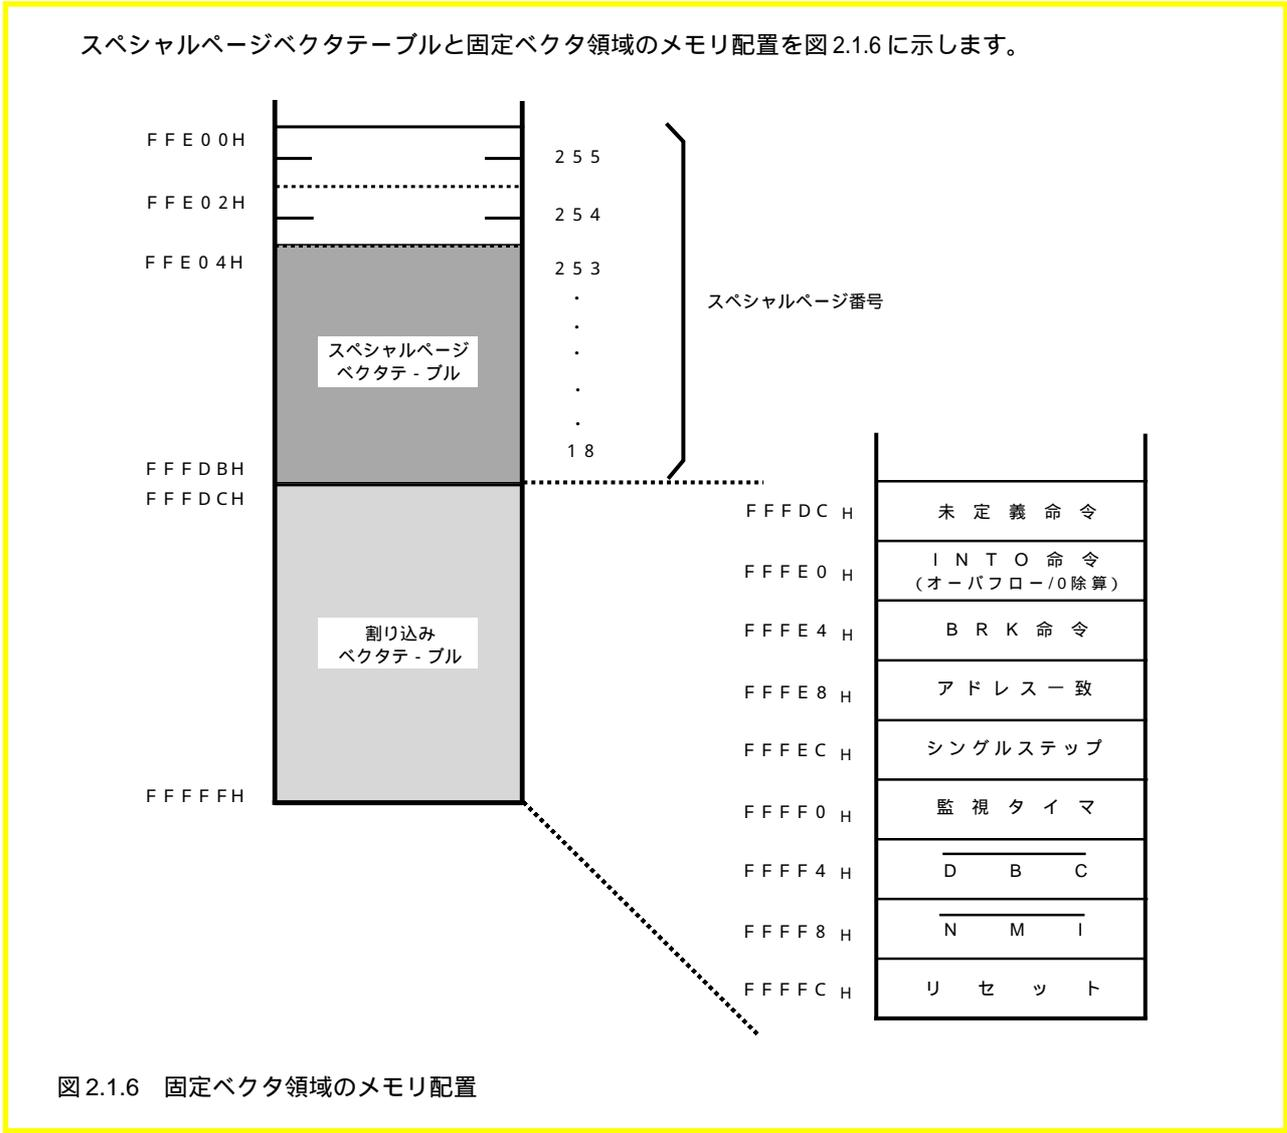 スペシャルページベクタテーブルと固定ベクタ領域のメモリ配置を図2.1.6に示します。
FFE00H
255
FFE02H
254
FFE04H
253
・
・
・
・
・
18
スペシャルページ番号
スペシャルページ
ベクタテ-ブル
FFFDBH
FFFDCH
割り込み
ベクタテ-ブル
FFFFFH
FFFDC H 未定義命令
FFFE0 H INTO命令
(オーバフロー/0除算)
FFFE4 H BRK命令
FFFE8 H アドレス一致
FFFEC H シングルステップ
FFFF0 H 監視タイマ
FFFF4 H DBC
FFFF8 H NMI
FFFFC H リセット
図2.1.6 固定ベクタ領域のメモリ配置